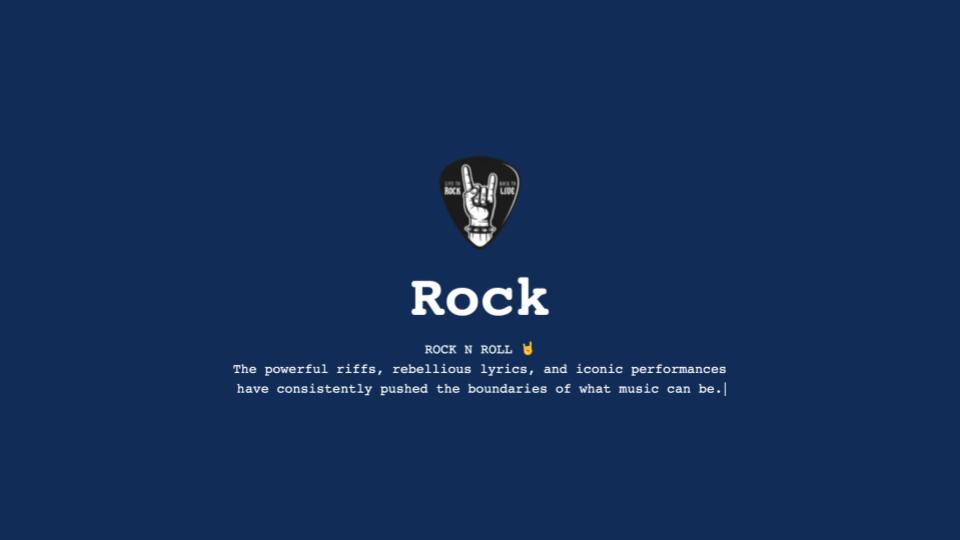 LIVE TO
ROCK
ROCK TO
LIVE
Rock
ROCK N ROLL 🤘
The powerful riffs, rebellious lyrics, and iconic performances
have consistently pushed the boundaries of what music can be.